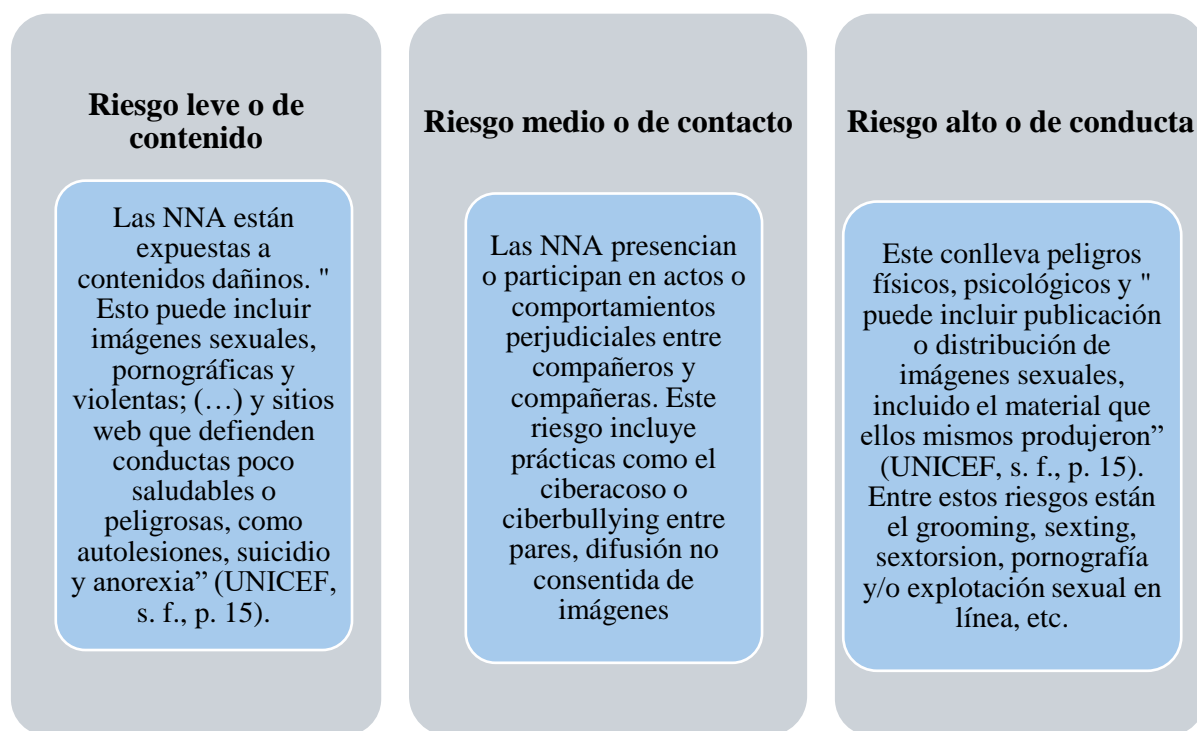 Riesgo leve o de
contenido
Las NNA están
expuestas a
contenidos dañinos. "
Esto puede incluir
imágenes sexuales,
pornográficas y
violentas; (…) y sitios
web que defienden
conductas poco
saludables o
peligrosas, como
autolesiones, suicidio
y anorexia” (UNICEF,
s. f., p. 15).
Riesgo medio o de contacto
Las NNA presencian
o participan en actos o
comportamientos
perjudiciales entre
compañeros y
compañeras. Este
riesgo incluye
prácticas como el
ciberacoso o
ciberbullying entre
pares, difusión no
consentida de
imágenes
Riesgo alto o de conducta
Este conlleva peligros
físicos, psicológicos y "
puede incluir publicación
o distribución de
imágenes sexuales,
incluido el material que
ellos mismos produjeron”
(UNICEF, s. f., p. 15).
Entre estos riesgos están
el grooming, sexting,
sextorsion, pornografía
y/o explotación sexual en
línea, etc.